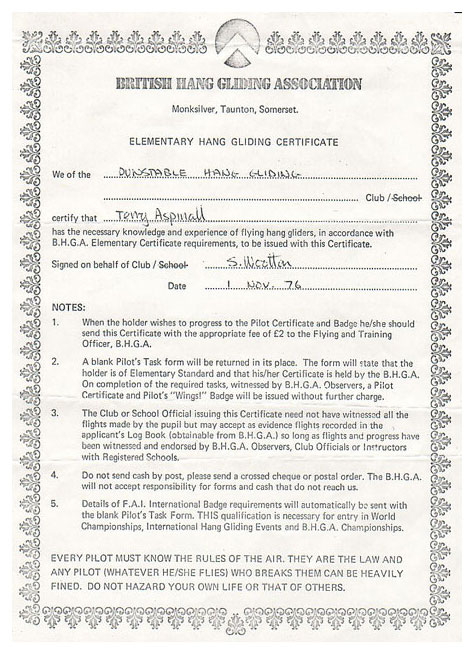 BRITISH HANG GLIDING ASSOCIATION
Monksilver, Taunton, Somerset.
ELEMENTARY HANG GLIDING CERTIFICATE
We of the DUNSTABLE HANG GLIDING
Club / School
certify that Terry Aspinall
has the necessary knowledge and experience of flying hang gliders, in accordance with
B.H.G.A. Elementary Certificate requirements, to be issued with this Certificate.
Signed on behalf of Club / School S. Wootton
Date 1 NOV. 76
NOTES:
1. When the holder wishes to progress to the Pilot Certificate and Badge he/she should
send this Certificate with the appropriate fee of £2 to the Flying and Training
Officer, B.H.G.A.
2. A blank Pilot's Task form will be returned in its place. The form will state that the
holder is of Elementary Standard and that his/her Certificate is held by the B.H.G.A.
On completion of the required tasks, witnessed by B.H.G.A. Observers, a Pilot
Certificate and Pilot's "Wings!" Badge will be issued without further charge.
3. The Club or School Official issuing this Certificate need not have witnessed all the
flights made by the pupil but may accept as evidence flights recorded in the
applicant's Log Book (obtainable from B.H.G.A.) so long as flights and progress have
been witnessed and endorsed by B.H.G.A. Observers, Club Officials or Instructors
with Registered Schools.
4. Do not send cash by post, please send a crossed cheque or postal order. The B.H.G.A.
will not accept responsibility for forms and cash that do not reach us.
5. Details of F.A.I. International Badge requirements will automatically be sent with
the blank Pilot's Task Form. THIS qualification is necessary for entry in World
Championships, International Hang Gliding Events and B.H.G.A. Championships.
EVERY PILOT MUST KNOW THE RULES OF THE AIR. THEY ARE THE LAW AND
ANY PILOT (WHATEVER HE/SHE FLIES) WHO BREAKS THEM CAN BE HEAVILY
FINED. DO NOT HAZARD YOUR OWN LIFE OR THAT OF OTHERS.